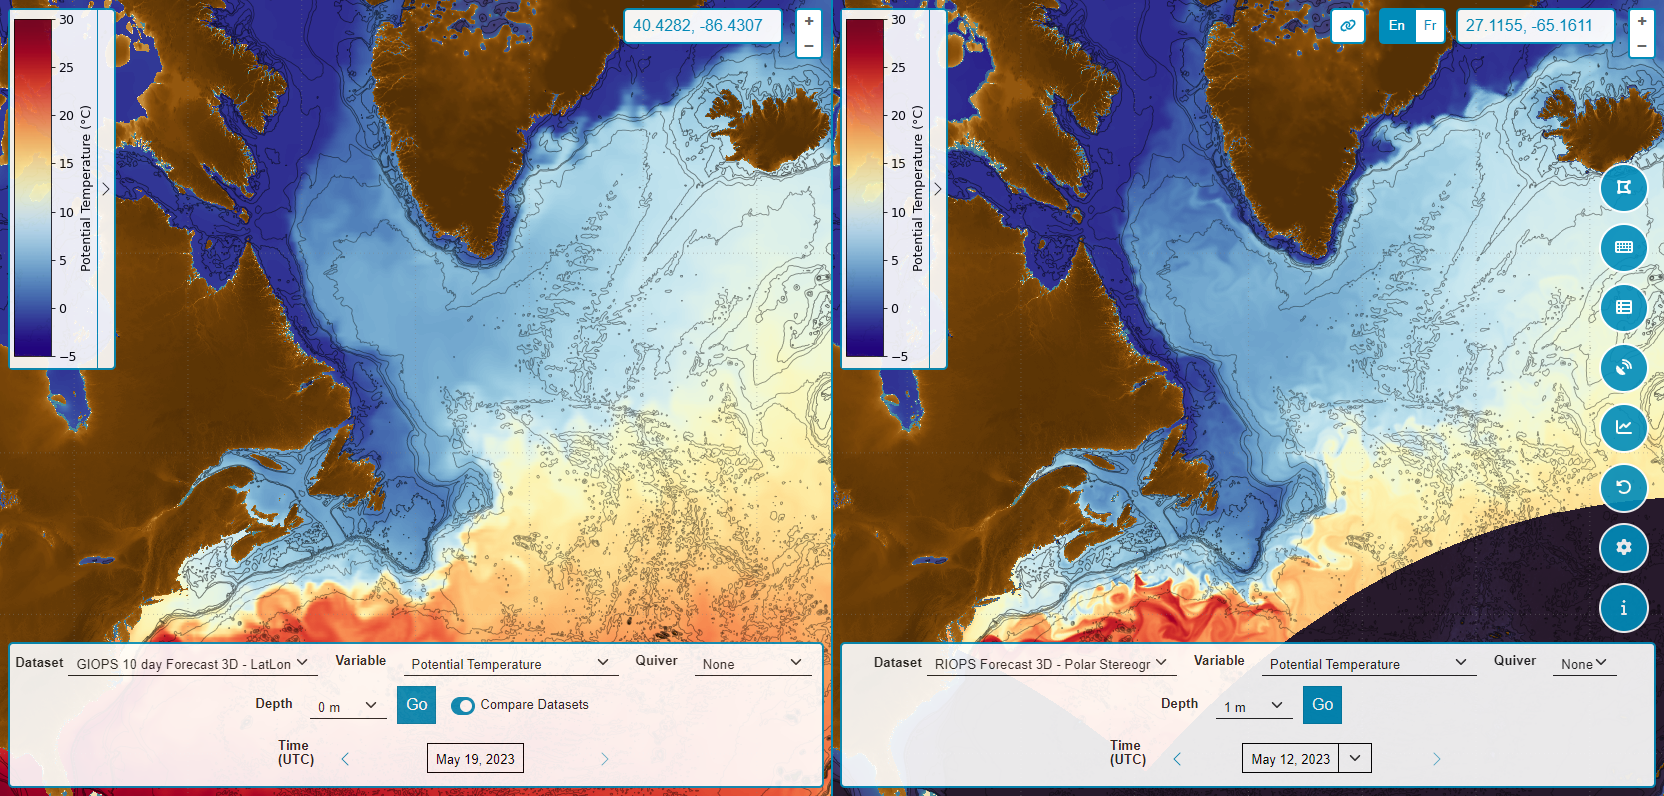 30
25
20
15
10
5
0
−5
Potential Temperature (°C)
40.4282, -86.4307
+
−
30
25
20
15
10
5
0
−5
Potential Temperature (°C)
En Fr
27.1155, -65.1611
+
−
i
Dataset GIOPS 10 day Forecast 3D - LatLon Variable Potential Temperature Quiver None
Depth 0 m Go Compare Datasets
Time
(UTC) May 19, 2023
Dataset RIOPS Forecast 3D - Polar Stereogr Variable Potential Temperature Quiver None
Depth 1 m Go
Time
(UTC) May 12, 2023